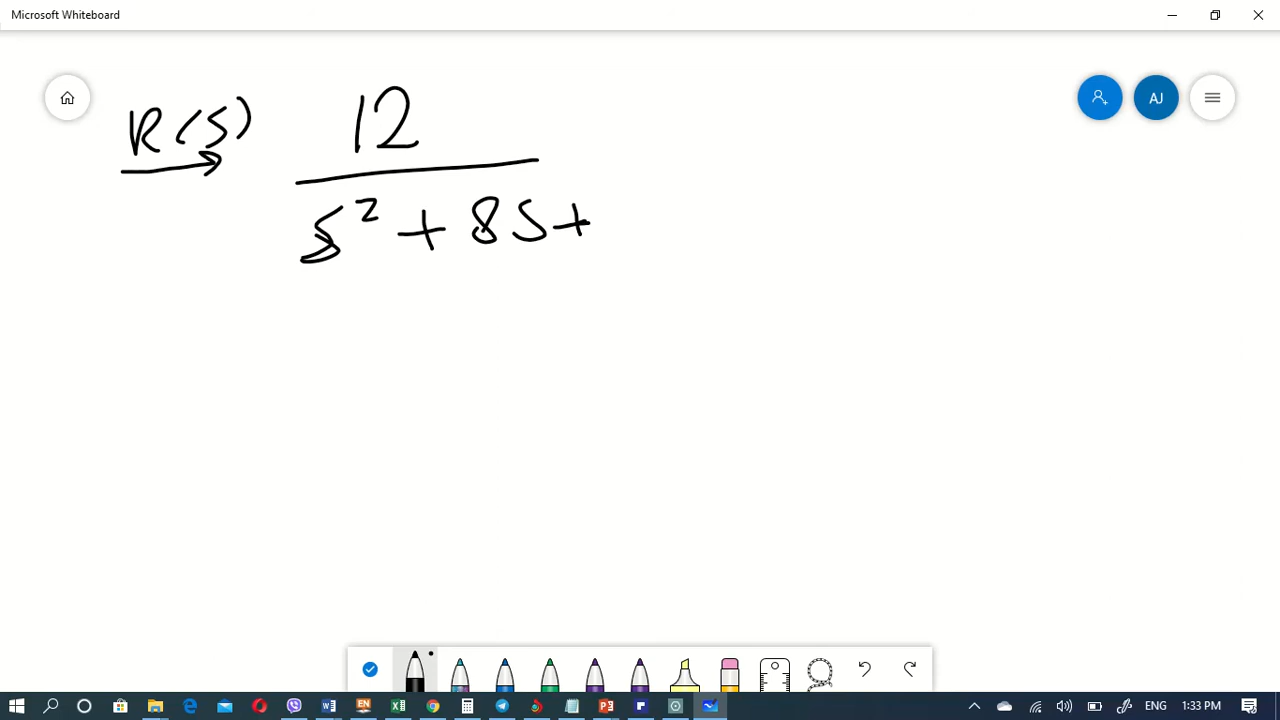 Microsoft Whiteboard
AJ
R(S) 12
S² + 8S +
ENG 1:33 PM